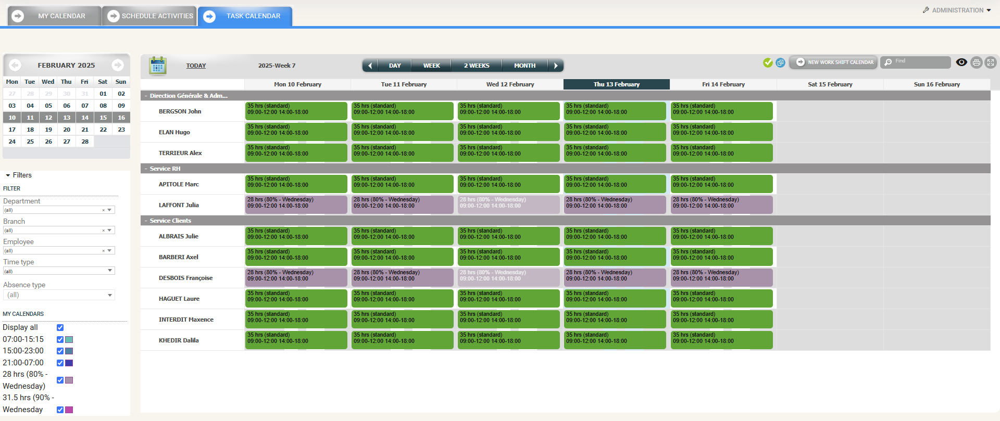 MY CALENDAR
SCHEDULE ACTIVITIES
TASK CALENDAR
ADMINISTRATION
FEBRUARY 2025
Mon Tue Wed Thu Fri Sat Sun
27 28 29 30 31 01 02
03 04 05 06 07 08 09
10 11 12 13 14 15 16
17 18 19 20 21 22 23
24 25 26 27 28
Filters
FILTER
Department
(all) ×
Branch
(all) ×
Employee
(all) ×
Time type
(all)
Absence type
(all)
MY CALENDARS
Display all
07:00-15:15
15:00-23:00
21:00-07:00
28 hrs (80% -
Wednesday)
31.5 hrs (90% -
Wednesday
TODAY
2025-Week 7
DAY WEEK 2 WEEKS MONTH
NEW WORK SHIFT CALENDAR
Find
Mon 10 February Tue 11 February Wed 12 February Thu 13 February Fri 14 February Sat 15 February Sun 16 February
- Direction Générale & Adm...
BERGSON John
35 hrs (standard) 35 hrs (standard) 35 hrs (standard) 35 hrs (standard) 35 hrs (standard)
09:00-12:00 14:00-18:00 09:00-12:00 14:00-18:00 09:00-12:00 14:00-18:00 09:00-12:00 14:00-18:00 09:00-12:00 14:00-18:00
ELAN Hugo
35 hrs (standard) 35 hrs (standard) 35 hrs (standard) 35 hrs (standard) 35 hrs (standard)
09:00-12:00 14:00-18:00 09:00-12:00 14:00-18:00 09:00-12:00 14:00-18:00 09:00-12:00 14:00-18:00 09:00-12:00 14:00-18:00
TERRIEUR Alex
35 hrs (standard) 35 hrs (standard) 35 hrs (standard) 35 hrs (standard) 35 hrs (standard)
09:00-12:00 14:00-18:00 09:00-12:00 14:00-18:00 09:00-12:00 14:00-18:00 09:00-12:00 14:00-18:00 09:00-12:00 14:00-18:00
- Service RH
APITOLE Marc
35 hrs (standard) 35 hrs (standard) 35 hrs (standard) 35 hrs (standard) 35 hrs (standard)
09:00-12:00 14:00-18:00 09:00-12:00 14:00-18:00 09:00-12:00 14:00-18:00 09:00-12:00 14:00-18:00 09:00-12:00 14:00-18:00
LAFFONT Julia
28 hrs (80% - Wednesday) 28 hrs (80% - Wednesday) 28 hrs (80% - Wednesday) 28 hrs (80% - Wednesday) 28 hrs (80% - Wednesday)
09:00-12:00 14:00-18:00 09:00-12:00 14:00-18:00 09:00-12:00 14:00-18:00 09:00-12:00 14:00-18:00 09:00-12:00 14:00-18:00
- Service Clients
ALBRAIS Julie
35 hrs (standard) 35 hrs (standard) 35 hrs (standard) 35 hrs (standard) 35 hrs (standard)
09:00-12:00 14:00-18:00 09:00-12:00 14:00-18:00 09:00-12:00 14:00-18:00 09:00-12:00 14:00-18:00 09:00-12:00 14:00-18:00
BARBERI Axel
35 hrs (standard) 35 hrs (standard) 35 hrs (standard) 35 hrs (standard) 35 hrs (standard)
09:00-12:00 14:00-18:00 09:00-12:00 14:00-18:00 09:00-12:00 14:00-18:00 09:00-12:00 14:00-18:00 09:00-12:00 14:00-18:00
DESBOIS Françoise
28 hrs (80% - Wednesday) 28 hrs (80% - Wednesday) 28 hrs (80% - Wednesday) 28 hrs (80% - Wednesday) 28 hrs (80% - Wednesday)
09:00-12:00 14:00-18:00 09:00-12:00 14:00-18:00 09:00-12:00 14:00-18:00 09:00-12:00 14:00-18:00 09:00-12:00 14:00-18:00
HAGUET Laure
35 hrs (standard) 35 hrs (standard) 35 hrs (standard) 35 hrs (standard) 35 hrs (standard)
09:00-12:00 14:00-18:00 09:00-12:00 14:00-18:00 09:00-12:00 14:00-18:00 09:00-12:00 14:00-18:00 09:00-12:00 14:00-18:00
INTERDIT Maxence
35 hrs (standard) 35 hrs (standard) 35 hrs (standard) 35 hrs (standard) 35 hrs (standard)
09:00-12:00 14:00-18:00 09:00-12:00 14:00-18:00 09:00-12:00 14:00-18:00 09:00-12:00 14:00-18:00 09:00-12:00 14:00-18:00
KHEDIR Dalila
35 hrs (standard) 35 hrs (standard) 35 hrs (standard) 35 hrs (standard) 35 hrs (standard)
09:00-12:00 14:00-18:00 09:00-12:00 14:00-18:00 09:00-12:00 14:00-18:00 09:00-12:00 14:00-18:00 09:00-12:00 14:00-18:00